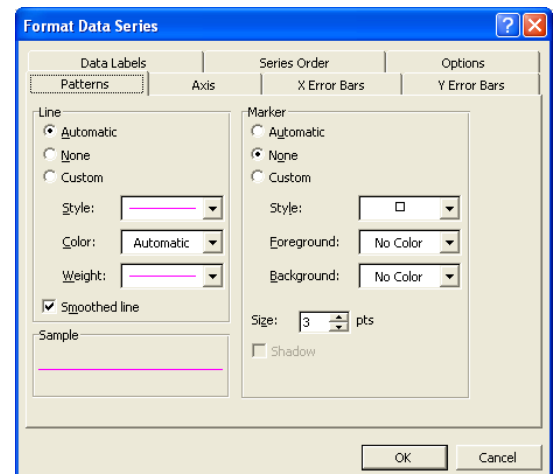 Format Data Series
Data Labels Series Order Options
Patterns Axis X Error Bars Y Error Bars
Line
Automatic
None
Custom
Style:
Color: Automatic
Weight:
Smoothed line
Sample
Marker
Automatic
None
Custom
Style:
Foreground: No Color
Background: No Color
Size: 3 pts
Shadow
OK Cancel